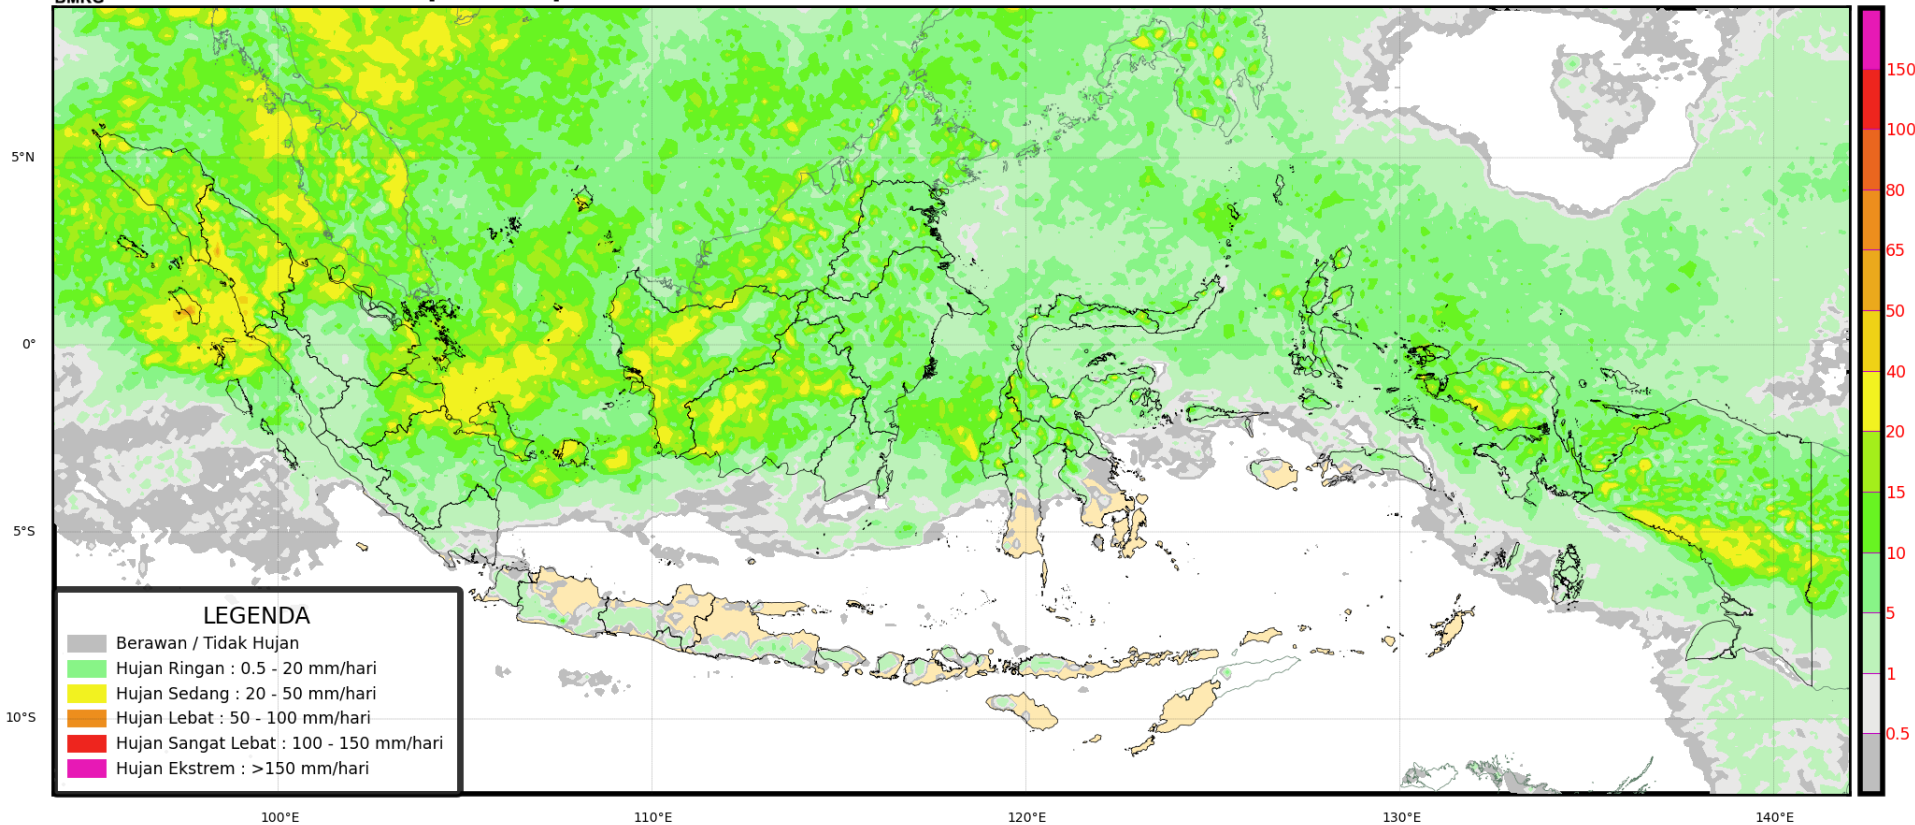 5°N
0°
5°S
10°S
100°E
110°E
120°E
130°E
140°E
LEGENDA
Berawan / Tidak Hujan
Hujan Ringan : 0.5 - 20 mm/hari
Hujan Sedang : 20 - 50 mm/hari
Hujan Lebat : 50 - 100 mm/hari
Hujan Sangat Lebat : 100 - 150 mm/hari
Hujan Ekstrem : >150 mm/hari
150
100
80
65
50
40
20
15
10
5
1
0.5